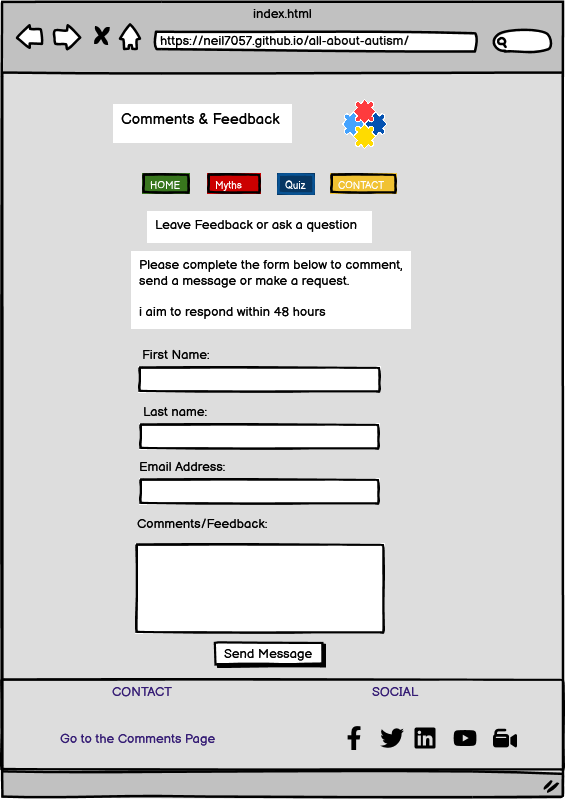 index.html
https://neil7057.github.io/all-about-autism/
Comments & Feedback
HOME Myths Quiz CONTACT
Leave Feedback or ask a question
Please complete the form below to comment,
send a message or make a request.
i aim to respond within 48 hours
First Name:
Last name:
Email Address:
Comments/Feedback:
Send Message
CONTACT SOCIAL
Go to the Comments Page